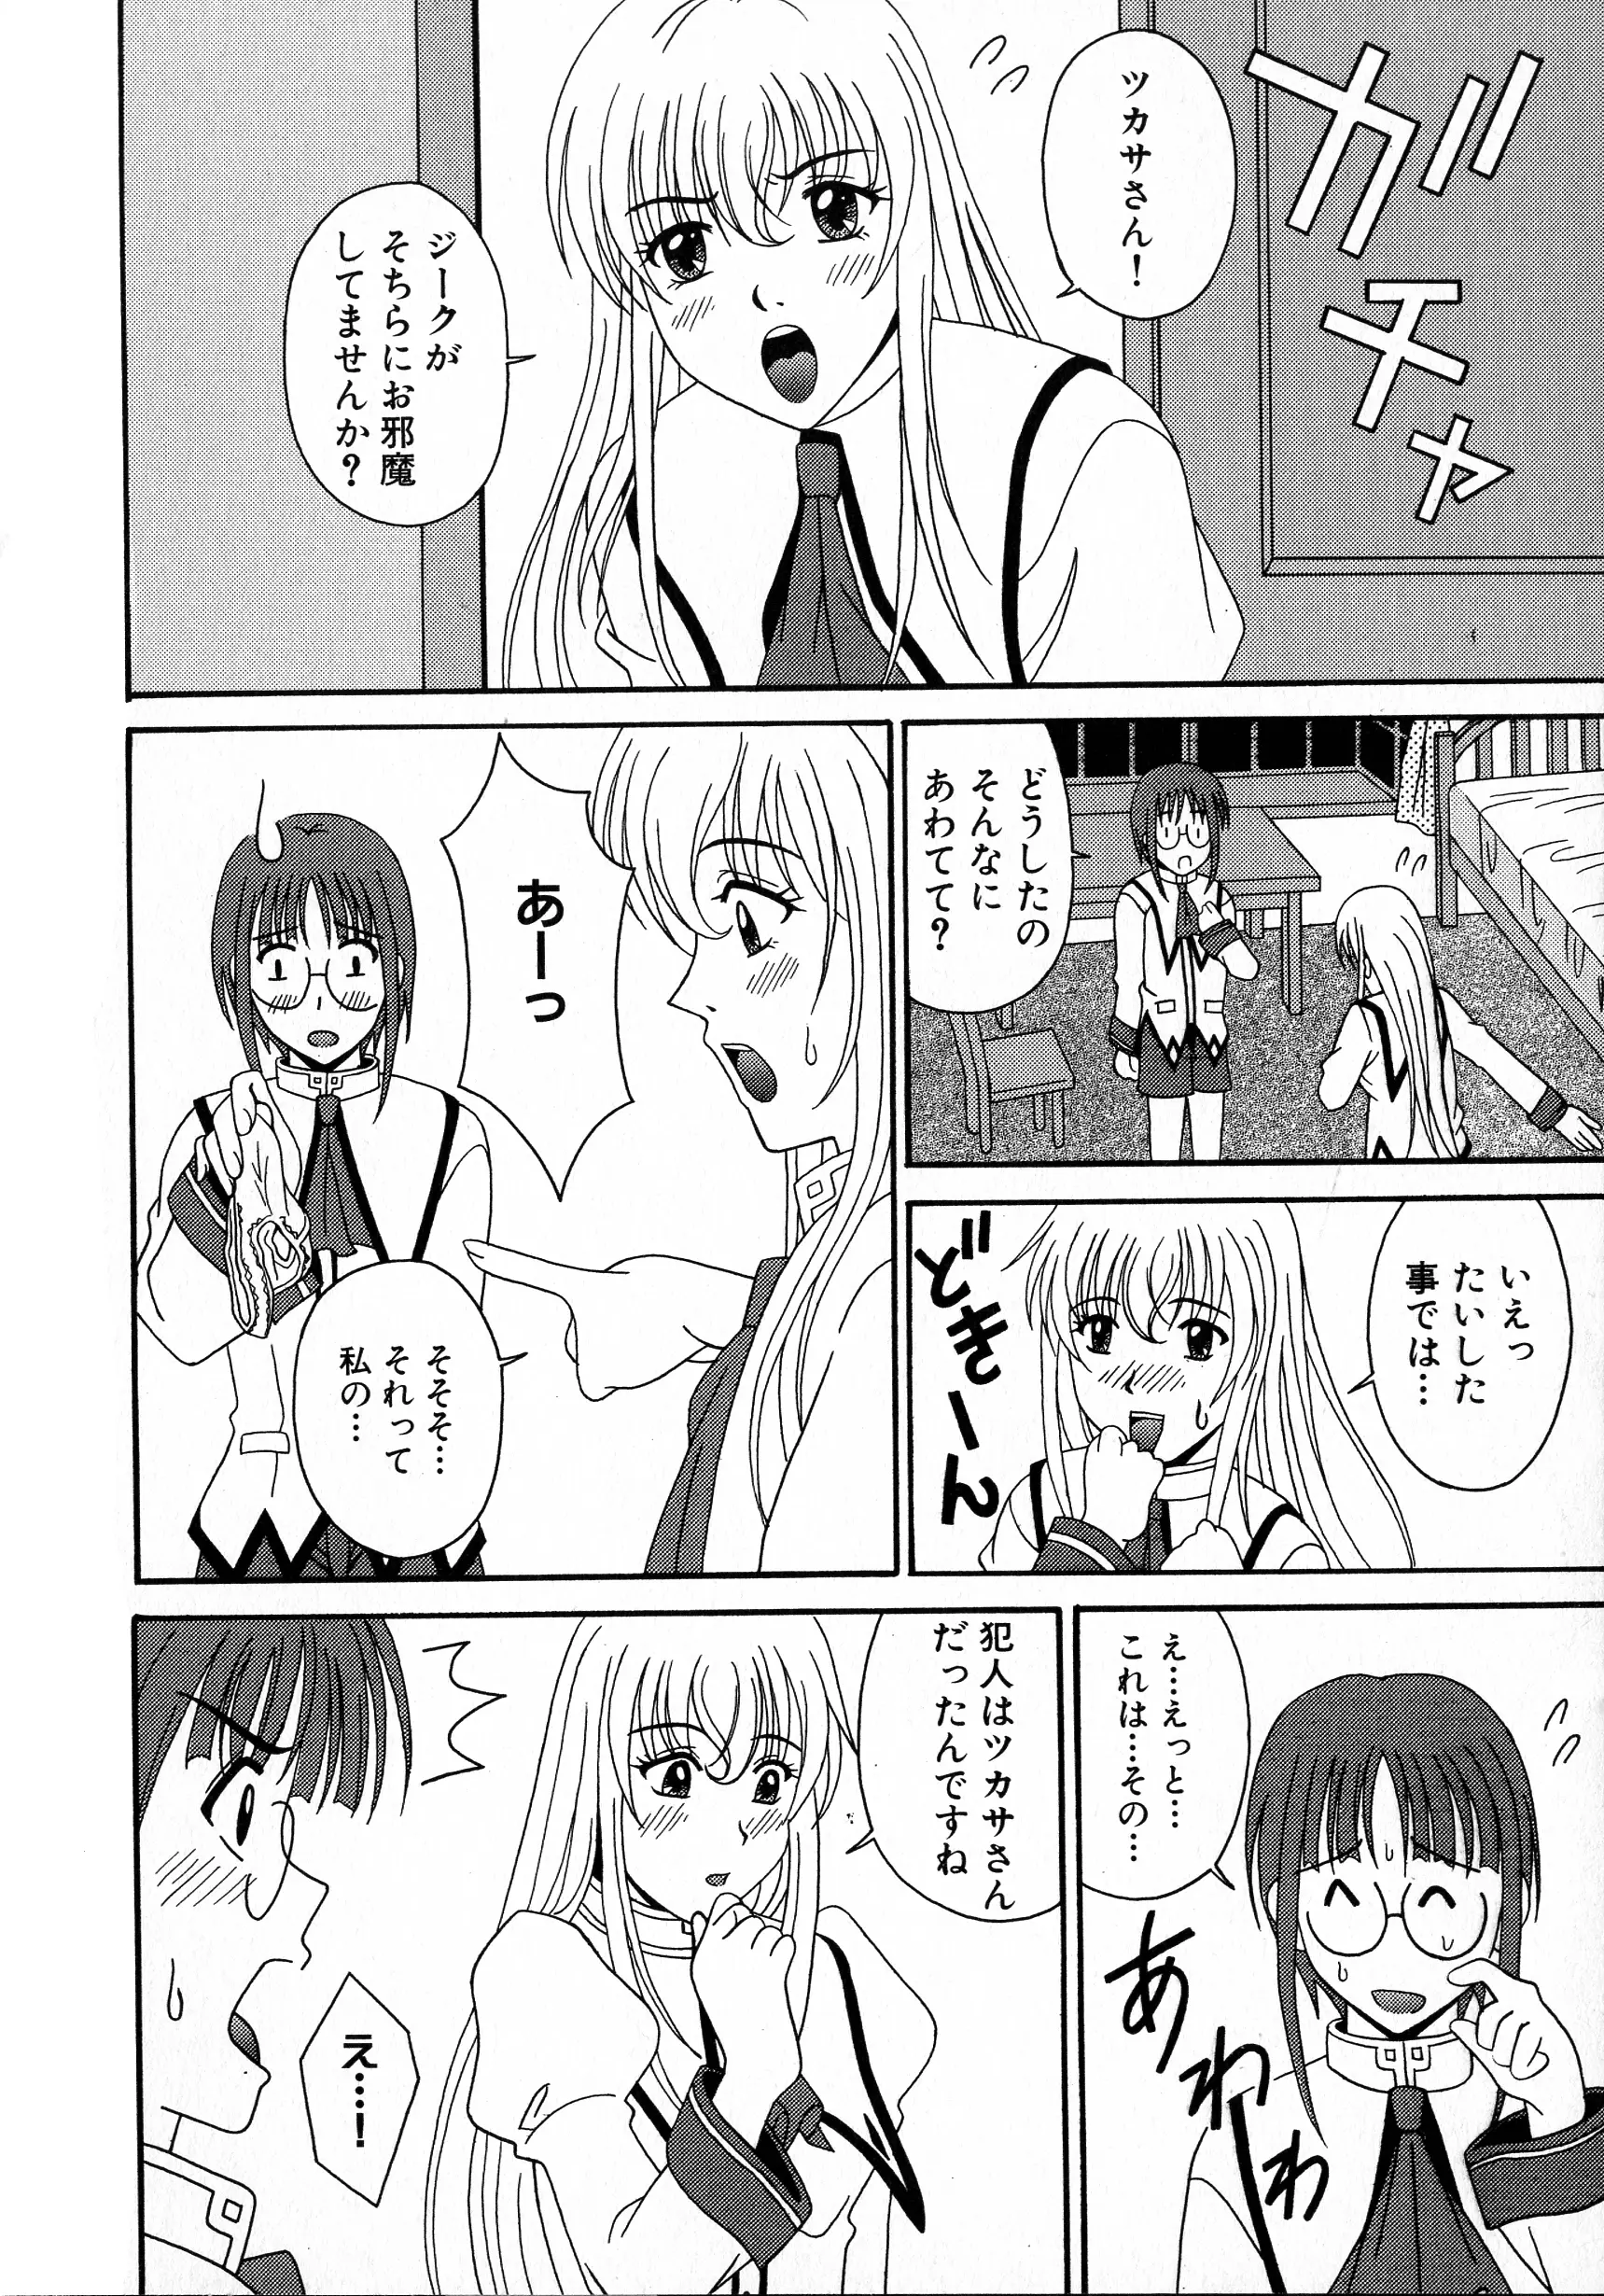 ガチャ
ツカサさん！
ジークが
そちらにお邪魔
してませんか？
どうしたの
そんなに
あわてて？
いえっ
たいした
事では…
どきーん
あーっ
そそそ…
それって
私の…
え…えっと…
これは…その…
あわわ
犯人はツカサさん
だったんですね
え…！